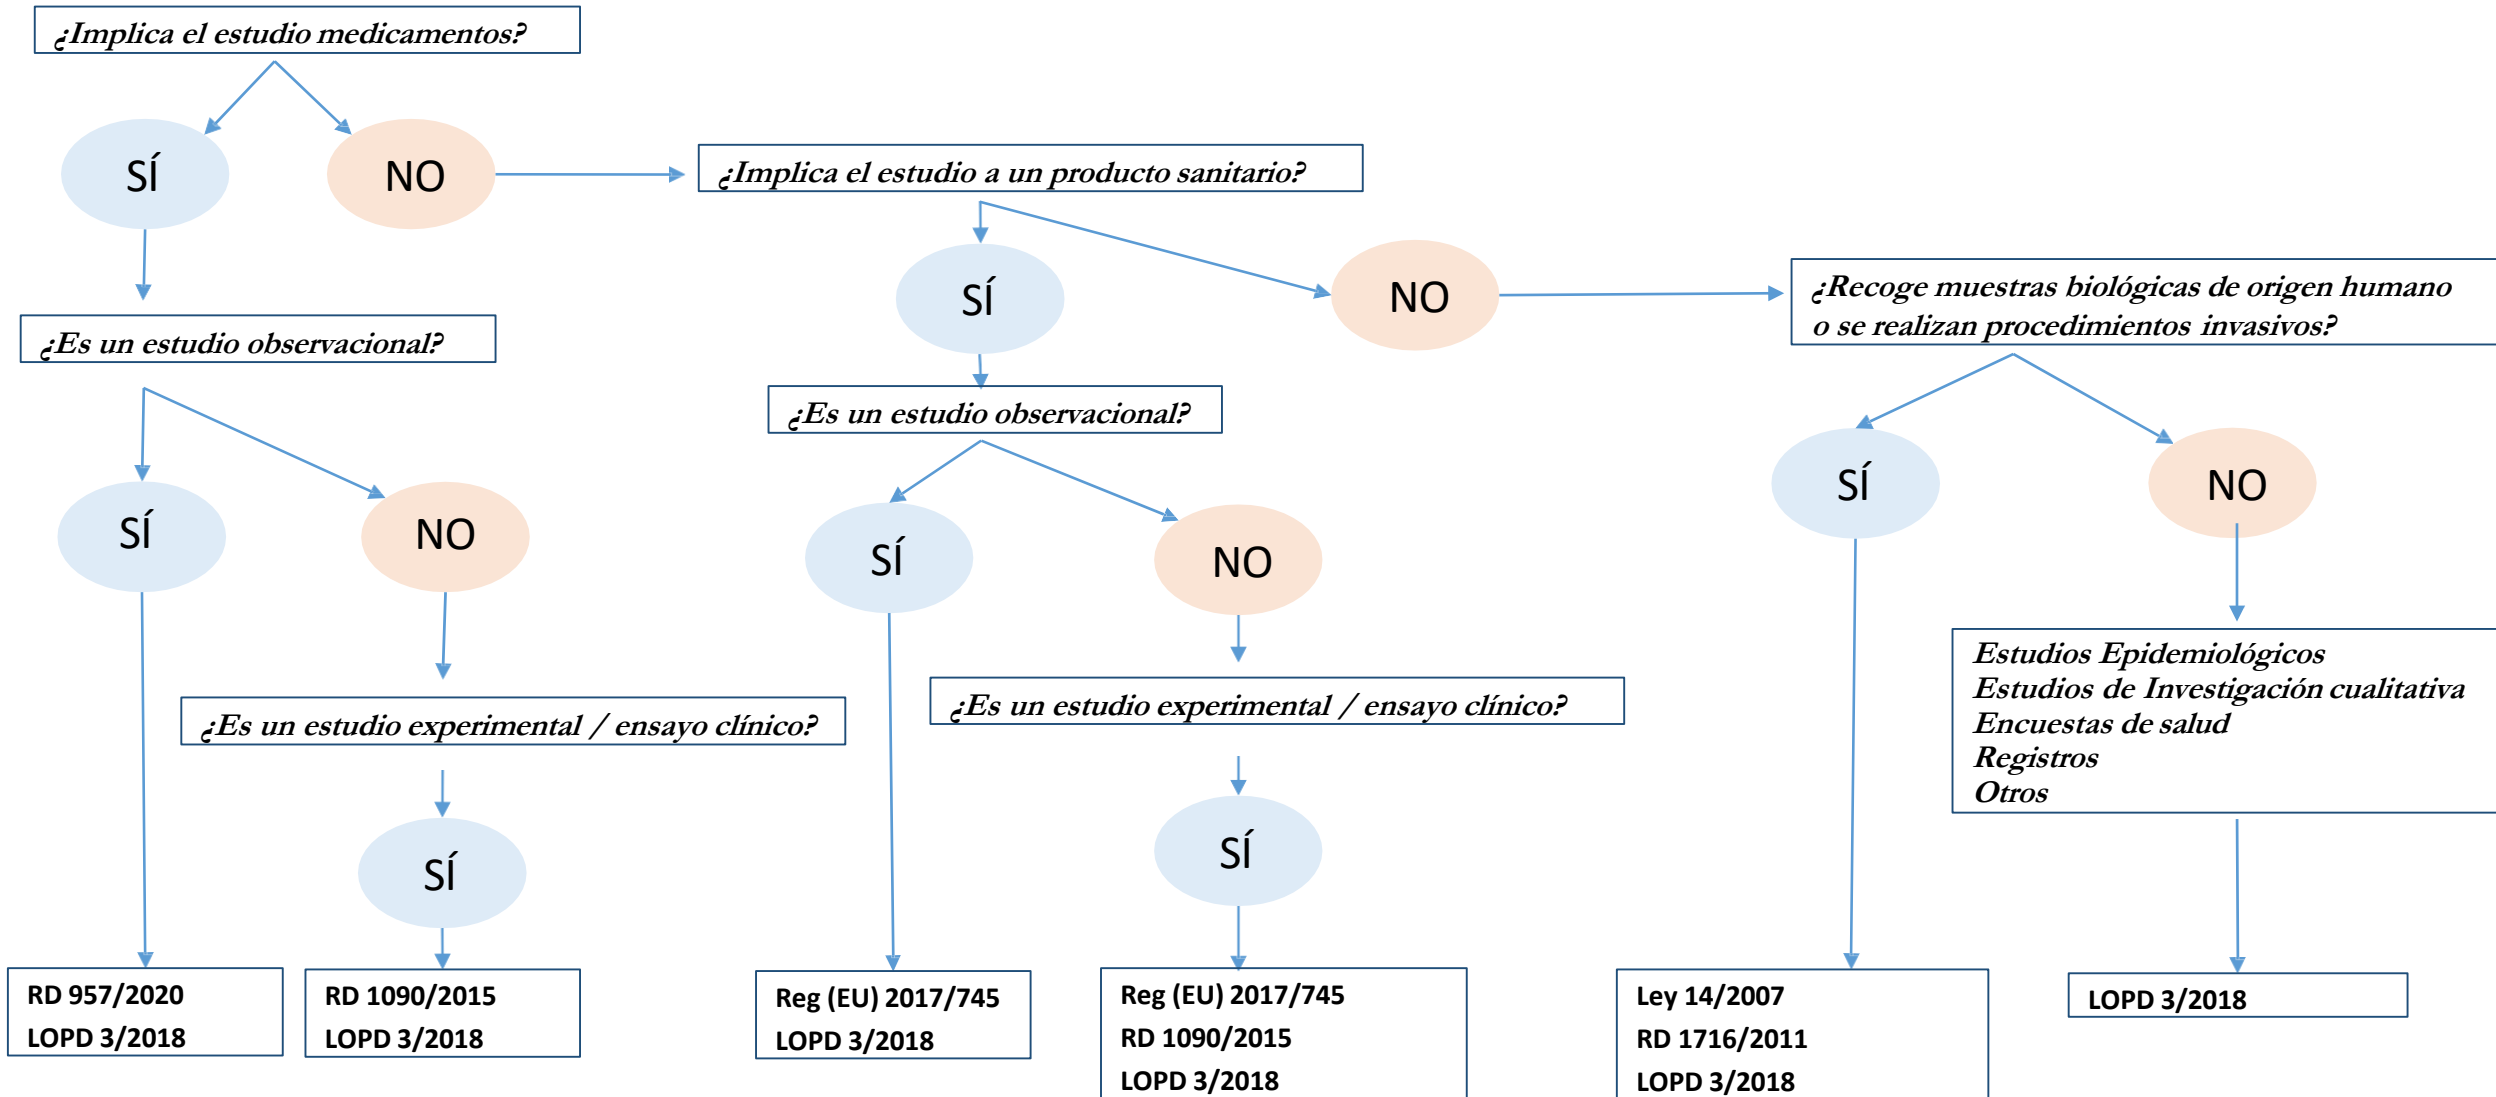 ¿Implica el estudio medicamentos?
SÍ
NO
¿Implica el estudio a un producto sanitario?
SÍ
NO
¿Recoge muestras biológicas de origen humano
o se realizan procedimientos invasivos?
¿Es un estudio observacional?
¿Es un estudio observacional?
SÍ
NO
SÍ
NO
SÍ
NO
¿Es un estudio experimental / ensayo clínico?
¿Es un estudio experimental / ensayo clínico?
Estudios Epidemiológicos
Estudios de Investigación cualitativa
Encuestas de salud
Registros
Otros
SÍ
SÍ
RD 957/2020
LOPD 3/2018
RD 1090/2015
LOPD 3/2018
Reg (EU) 2017/745
LOPD 3/2018
Reg (EU) 2017/745
RD 1090/2015
LOPD 3/2018
Ley 14/2007
RD 1716/2011
LOPD 3/2018
LOPD 3/2018